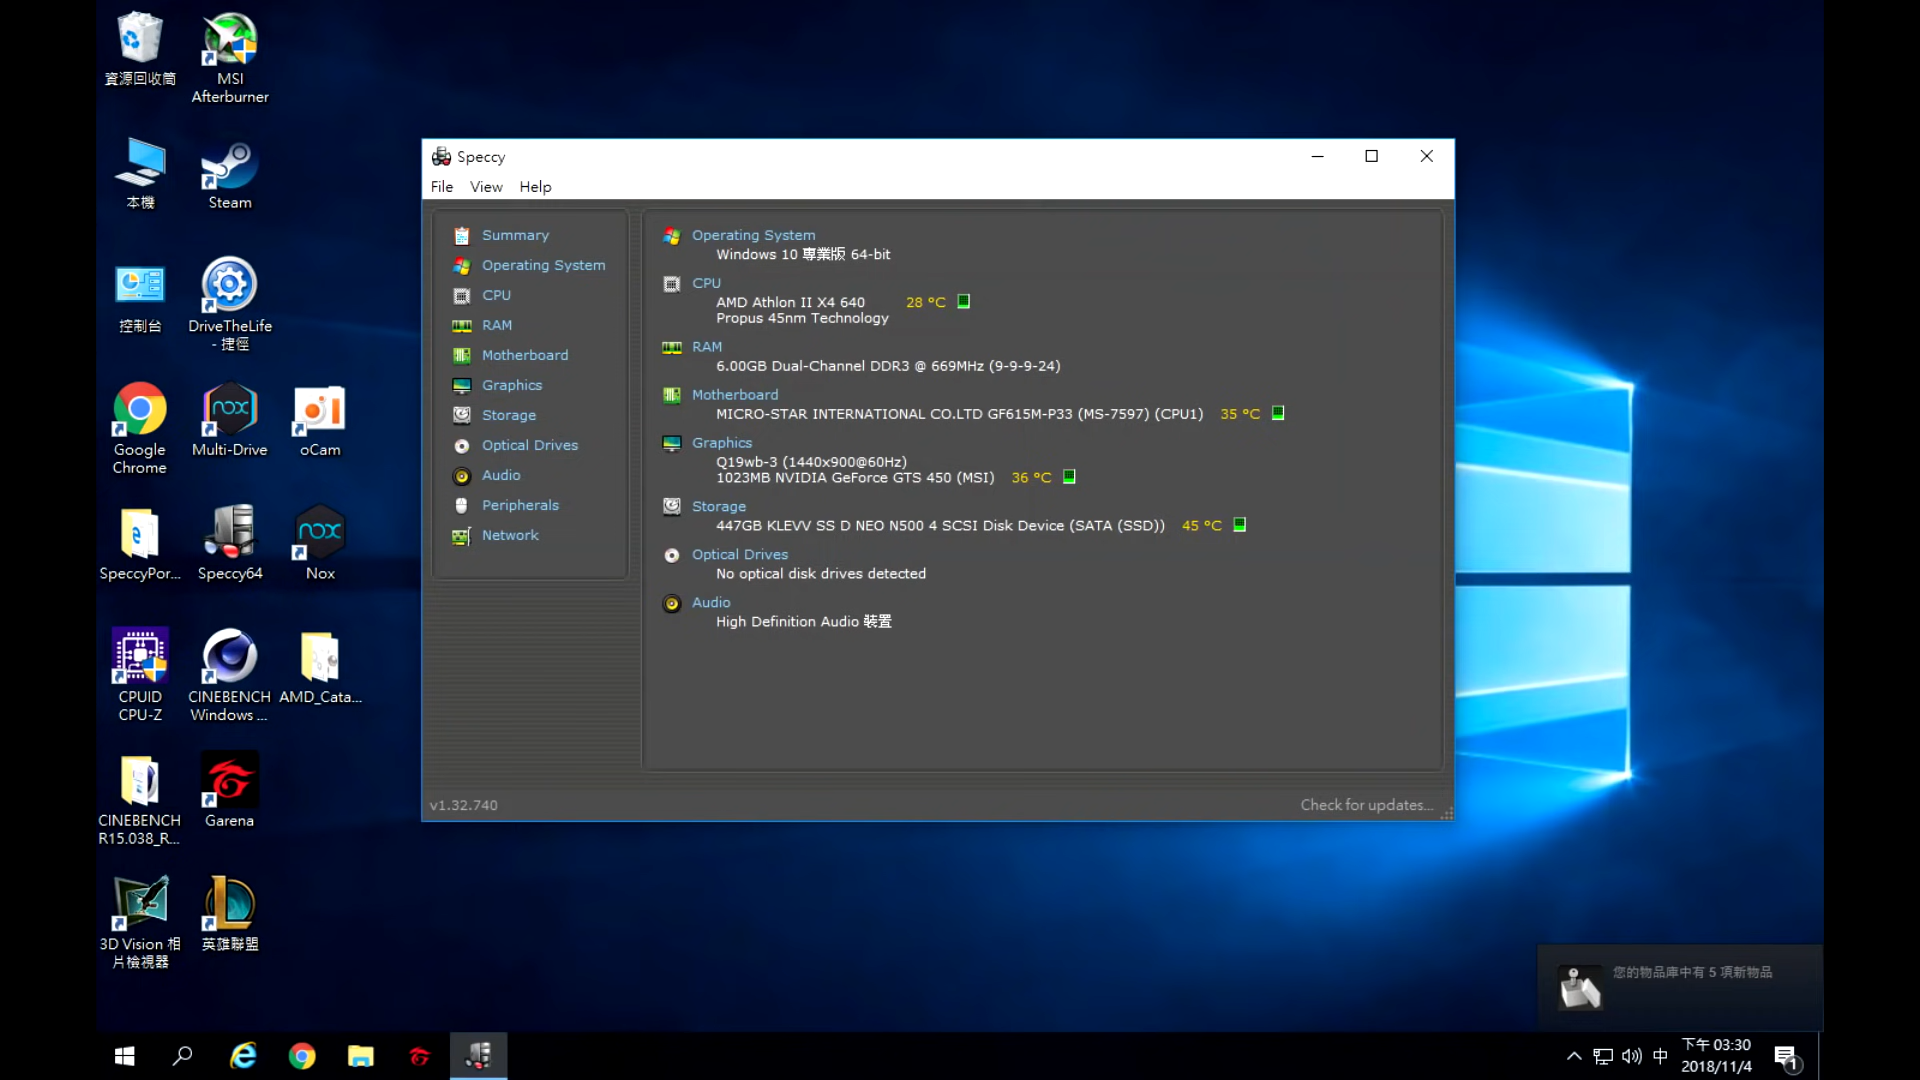 資源回收筒
MSI
Afterburner
本機
Steam
控制台
DriveTheLife
- 捷徑
Google
Chrome
Multi-Drive
oCam
SpeccyPor...
Speccy64
Nox
CPUID
CPU-Z
CINEBENCH
Windows ...
AMD_Cata...
CINEBENCH
R15.038_R...
Garena
3D Vision 相
片檢視器
英雄聯盟
Speccy
File View Help
Summary
Operating System
CPU
RAM
Motherboard
Graphics
Storage
Optical Drives
Audio
Peripherals
Network
Operating System
Windows 10 專業版 64-bit
CPU
AMD Athlon II X4 640 28 °C
Propus 45nm Technology
RAM
6.00GB Dual-Channel DDR3 @ 669MHz (9-9-9-24)
Motherboard
MICRO-STAR INTERNATIONAL CO.LTD GF615M-P33 (MS-7597) (CPU1) 35 °C
Graphics
Q19wb-3 (1440x900@60Hz)
1023MB NVIDIA GeForce GTS 450 (MSI) 36 °C
Storage
447GB KLEVV SS D NEO N500 4 SCSI Disk Device (SATA (SSD)) 45 °C
Optical Drives
No optical disk drives detected
Audio
High Definition Audio 裝置
v1.32.740
Check for updates...
您的物品庫中有 5 項新物品
中
下午 03:30
2018/11/4
1